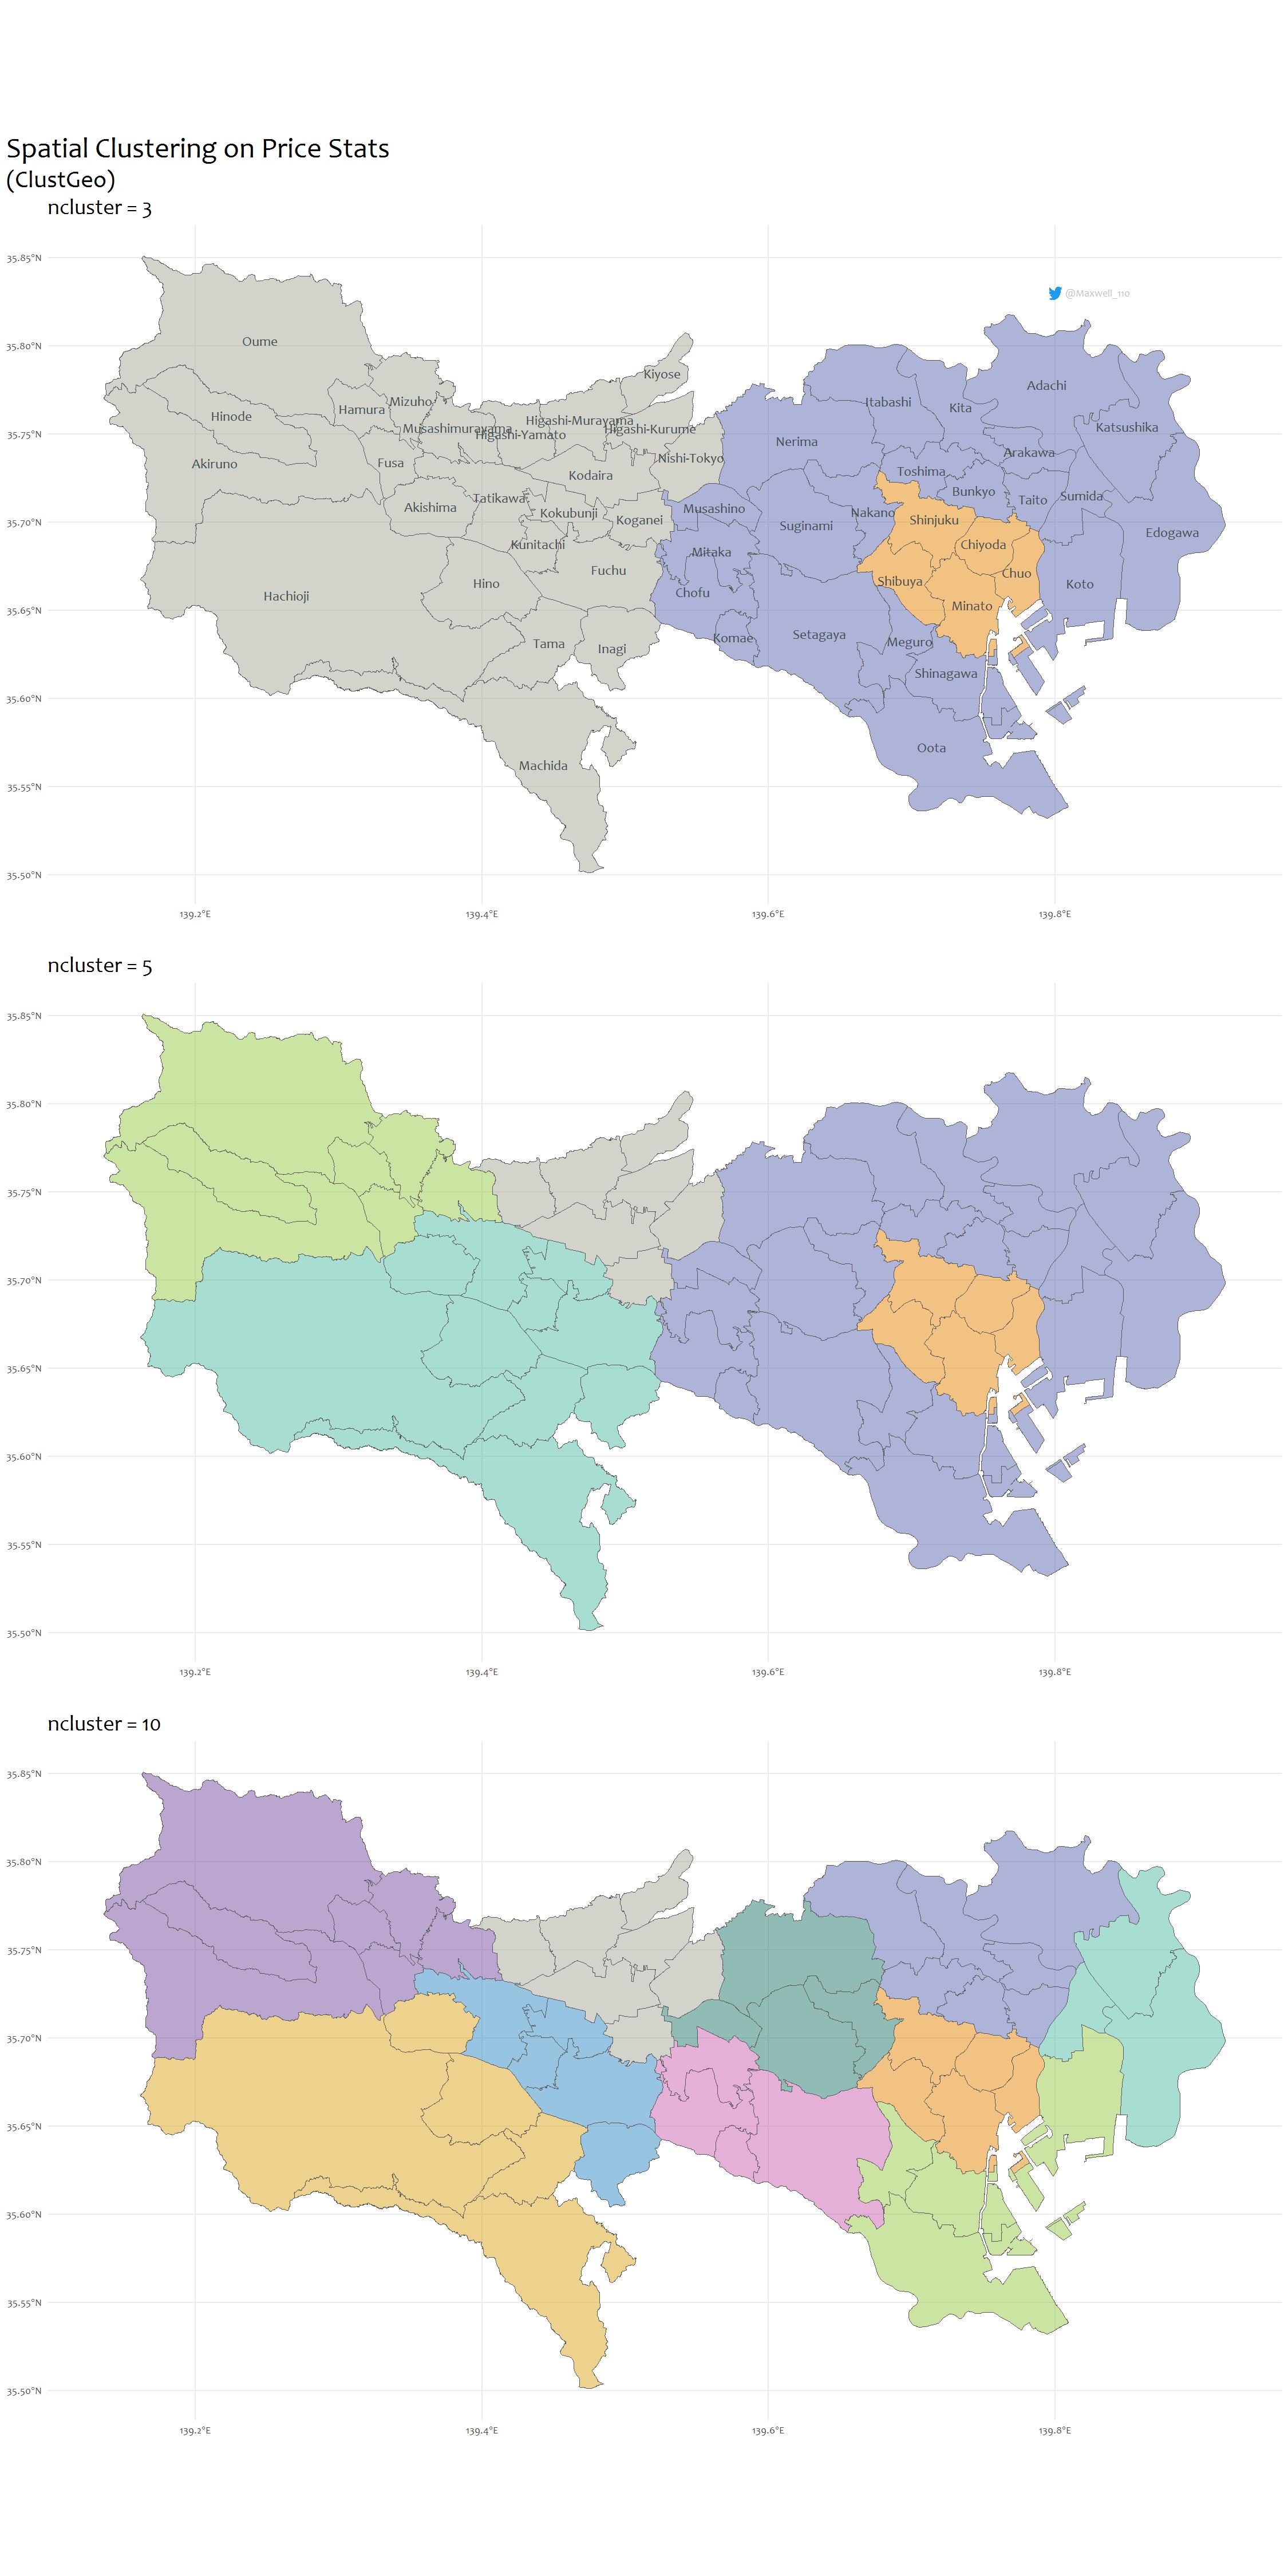 Spatial Clustering on Price Stats
(ClustGeo)
ncluster = 3
35.85°N
@Maxwell_110
35.80°N
Oume
Kiyose
Adachi
Mizuho
Itabashi
Hamura
Kita
Hinode
Higashi-Murayama
Katsushika
Musashimurayama
Higashi-Kurume
35.75°N
Higashi-Yamato
Nerima
Arakawa
Nishi-Tokyo
Akiruno
Fusa
Toshima
Kodaira
Bunkyo
Tatikawa
Taito
Sumida
Akishima
Musashino
Kokubunji
Nakano
35.70°N
Koganei
Shinjuku
Suginami
Edogawa
Kunitachi
Chiyoda
Mitaka
Fuchu
Chuo
Hino
Shibuya
Koto
Chofu
Hachioji
Minato
35.65°N
Setagaya
Komae
Tama
Meguro
Inagi
Shinagawa
35.60°N
Oota
Machida
35.55°N
35.50°N
139.2°E
139.4°E
139.6°E
139.8°E
ncluster = 5
35.85°N
35.80°N
35.75°N
35.70°N
35.65°N
35.60°N
35.55°N
35.50°N
139.2°E
139.4°E
139.6°E
139.8°E
ncluster = 10
35.85°N
35.80°N
35.75°N
35.70°N
35.65°N
35.60°N
35.55°N
35.50°N
139.2°E
139.4°E
139.6°E
139.8°E